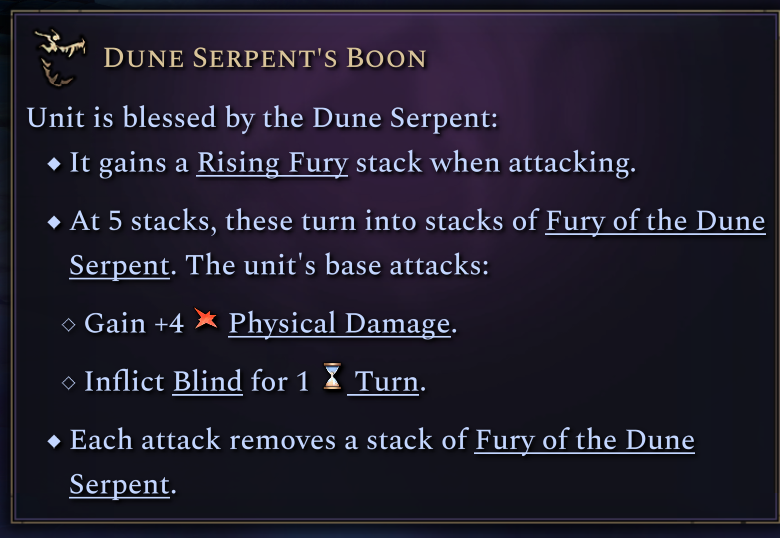 Dune Serpent's Boon
Unit is blessed by the Dune Serpent:
◆ It gains a Rising Fury stack when attacking.
◆ At 5 stacks, these turn into stacks of Fury of the Dune
Serpent. The unit's base attacks:
◇ Gain +4 Physical Damage.
◇ Inflict Blind for 1 Turn.
◆ Each attack removes a stack of Fury of the Dune
Serpent.